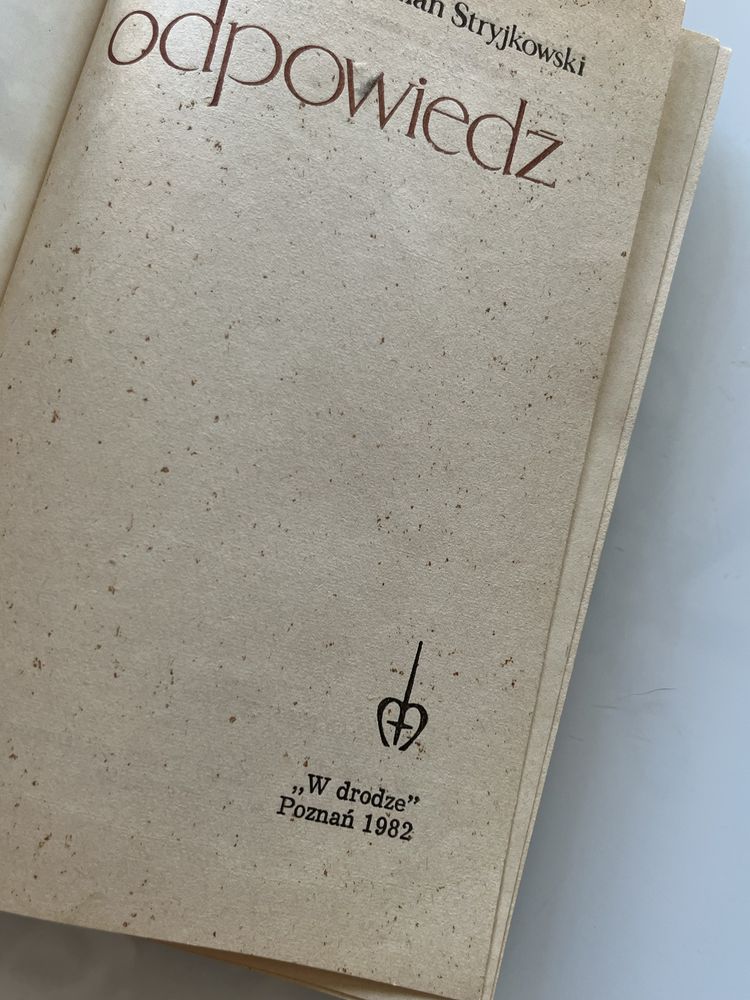 Stryjkowski
odpowiedź
„W drodze”
Poznań 1982